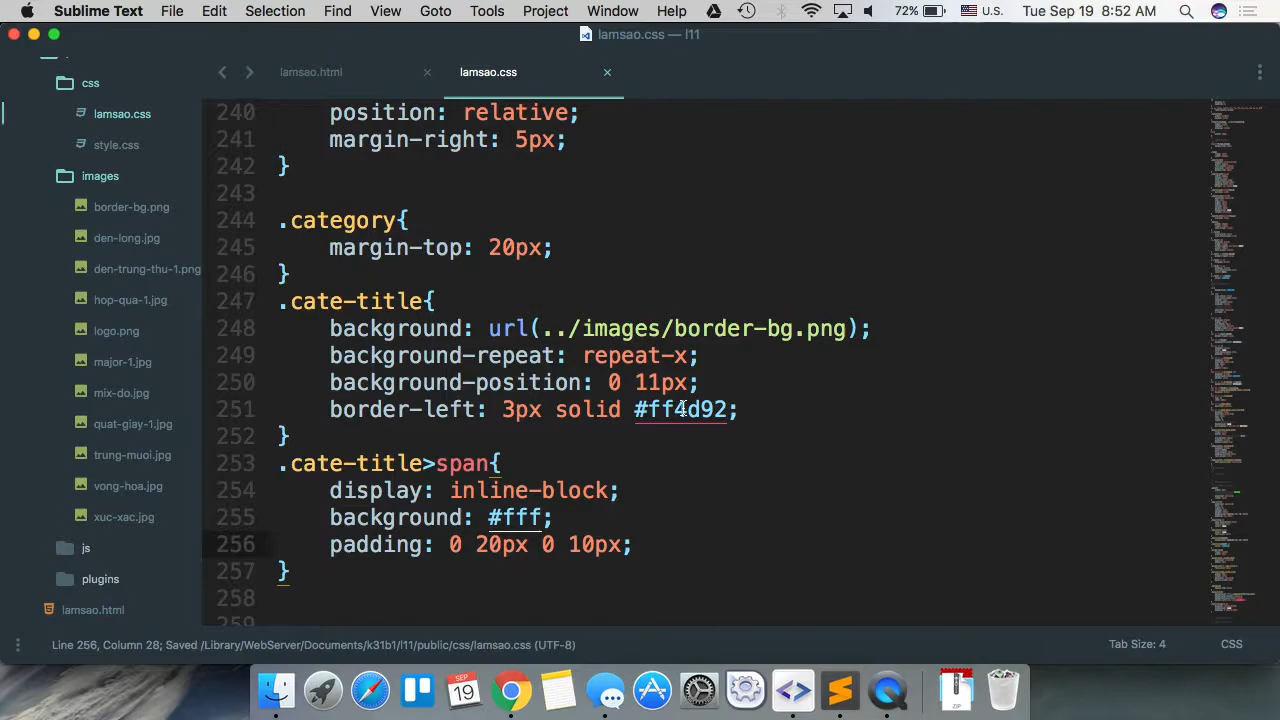 Sublime Text File Edit Selection Find View Goto Tools Project Window Help 72% U.S. Tue Sep 19 8:52 AM
lamsao.css — l11
css
lamsao.css
style.css
images
border-bg.png
den-long.jpg
den-trung-thu-1.png
hop-qua-1.jpg
logo.png
major-1.jpg
mix-do.jpg
quat-giay-1.jpg
trung-muoi.jpg
vong-hoa.jpg
xuc-xac.jpg
js
plugins
lamsao.html
lamsao.html lamsao.css
240 position: relative;
241 margin-right: 5px;
242 }
243
244 .category{
245 margin-top: 20px;
246 }
247 .cate-title{
248 background: url(../images/border-bg.png);
249 background-repeat: repeat-x;
250 background-position: 0 11px;
251 border-left: 3px solid #ff4d92;
252 }
253 .cate-title>span{
254 display: inline-block;
255 background: #fff;
256 padding: 0 20px 0 10px;
257 }
258
259
Line 256, Column 28; Saved /Library/WebServer/Documents/k31b1/l11/public/css/lamsao.css (UTF-8) Tab Size: 4 CSS
SEP
19
ZIP